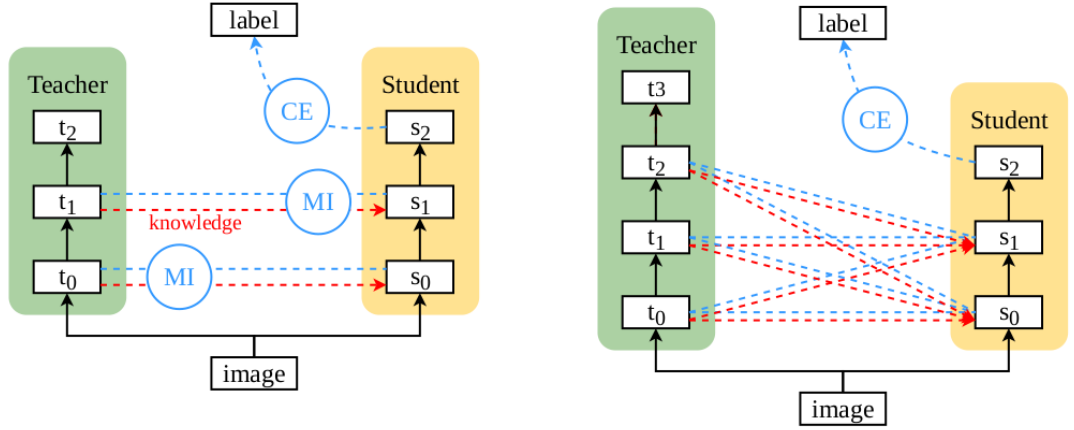 label
Teacher
Student
CE
t2
s2
t1
MI
s1
knowledge
t0
MI
s0
image
label
Teacher
t3
CE
Student
t2
s2
t1
s1
t0
s0
image